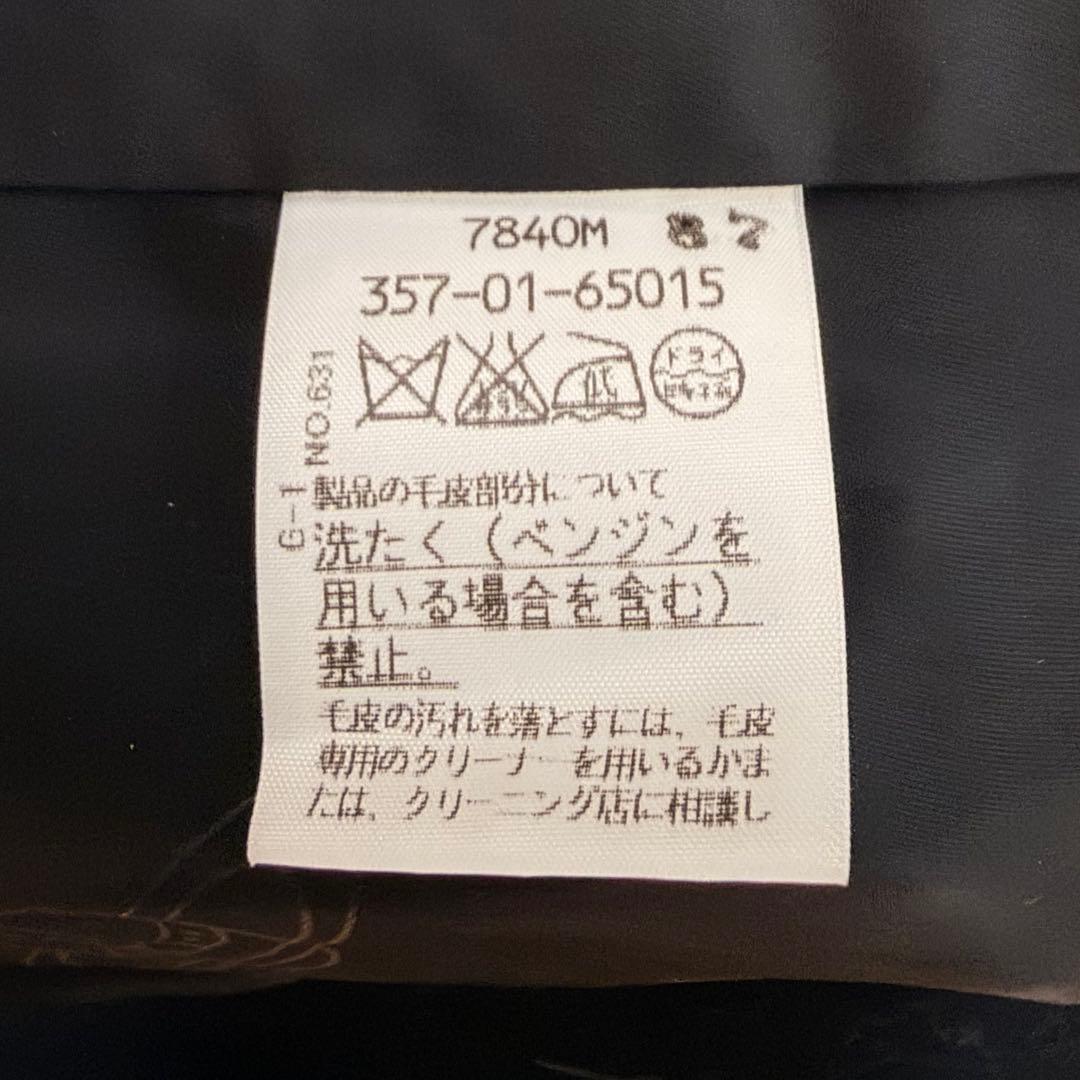 7840M 87
357-01-65015
ドライ
G-1 NO.631
製品の毛皮部分について
洗たく(ベンジンを
用いる場合を含む)
禁止。
毛皮の汚れを落とすには、毛皮
専用のクリーナーを用いるかま
たは、クリーニング店に相談し